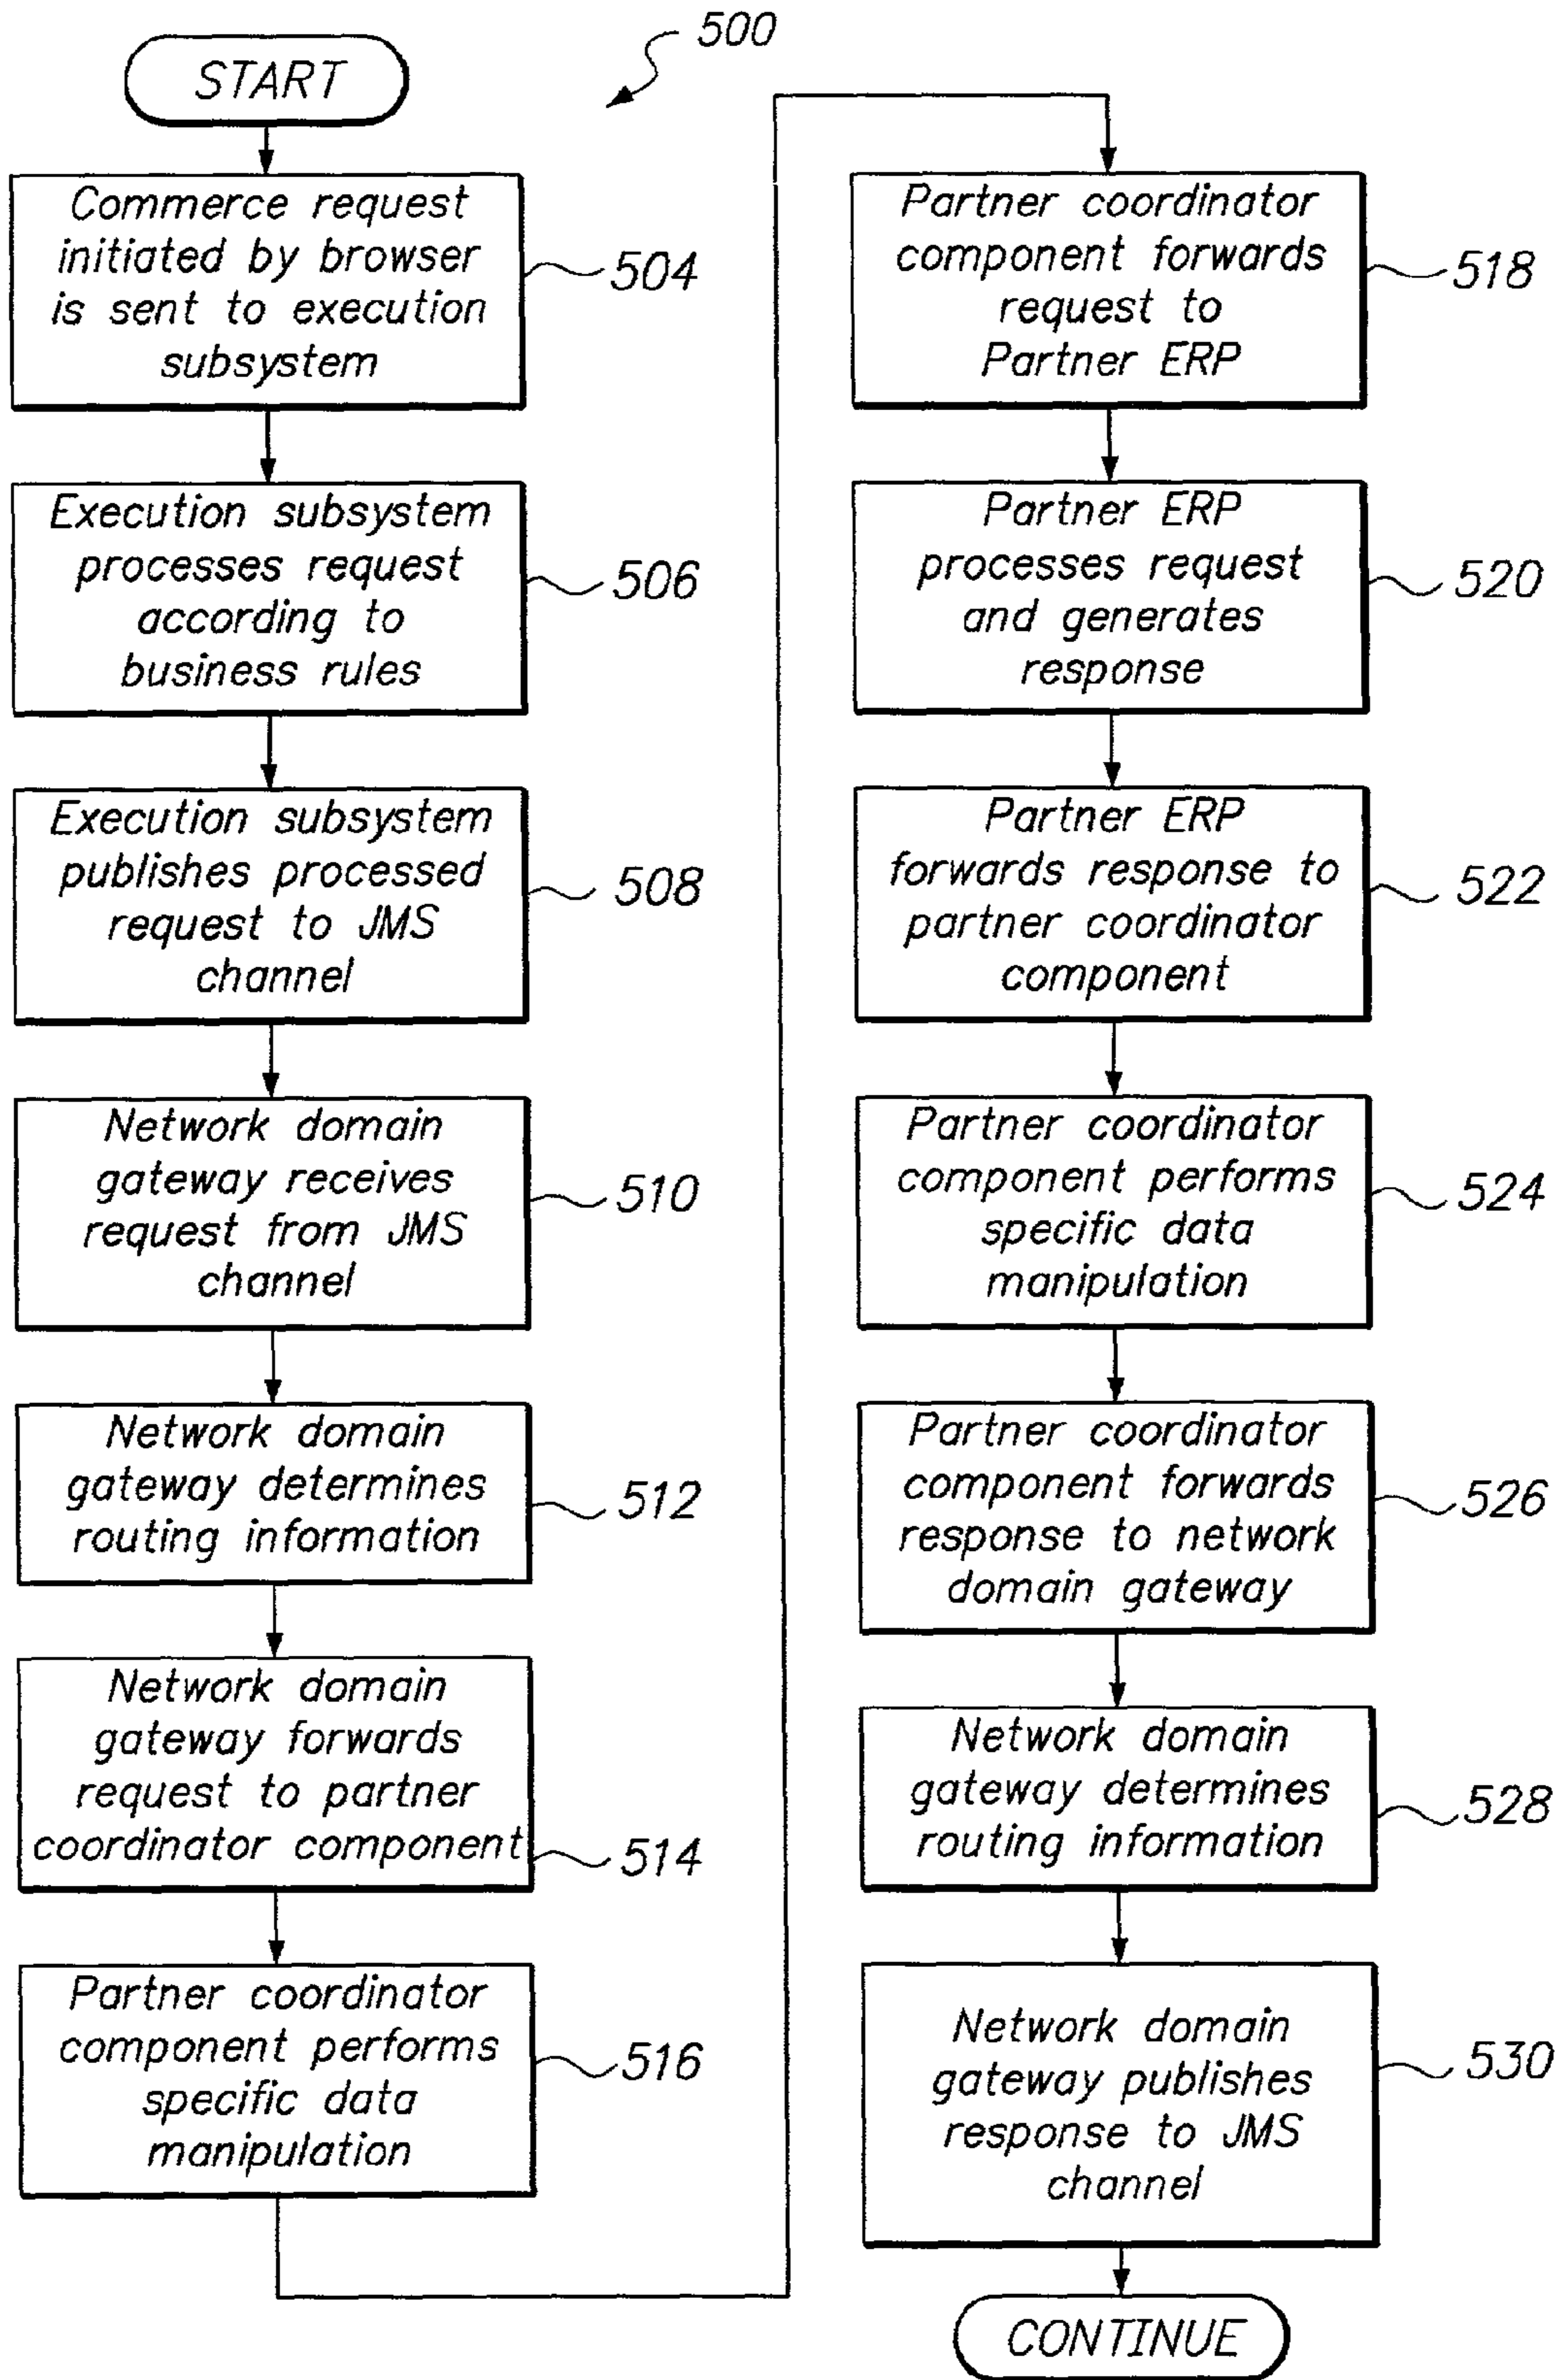 500
START
Commerce request
initiated by browser
is sent to execution
subsystem
504
Execution subsystem
processes request
according to
business rules
506
Execution subsystem
publishes processed
request to JMS
channel
508
Network domain
gateway receives
request from JMS
channel
510
Network domain
gateway determines
routing information
512
Network domain
gateway forwards
request to partner
coordinator component
514
Partner coordinator
component performs
specific data
manipulation
516
Partner coordinator
component forwards
request to
Partner ERP
518
Partner ERP
processes request
and generates
response
520
Partner ERP
forwards response to
partner coordinator
component
522
Partner coordinator
component performs
specific data
manipulation
524
Partner coordinator
component forwards
response to network
domain gateway
526
Network domain
gateway determines
routing information
528
Network domain
gateway publishes
response to JMS
channel
530
CONTINUE